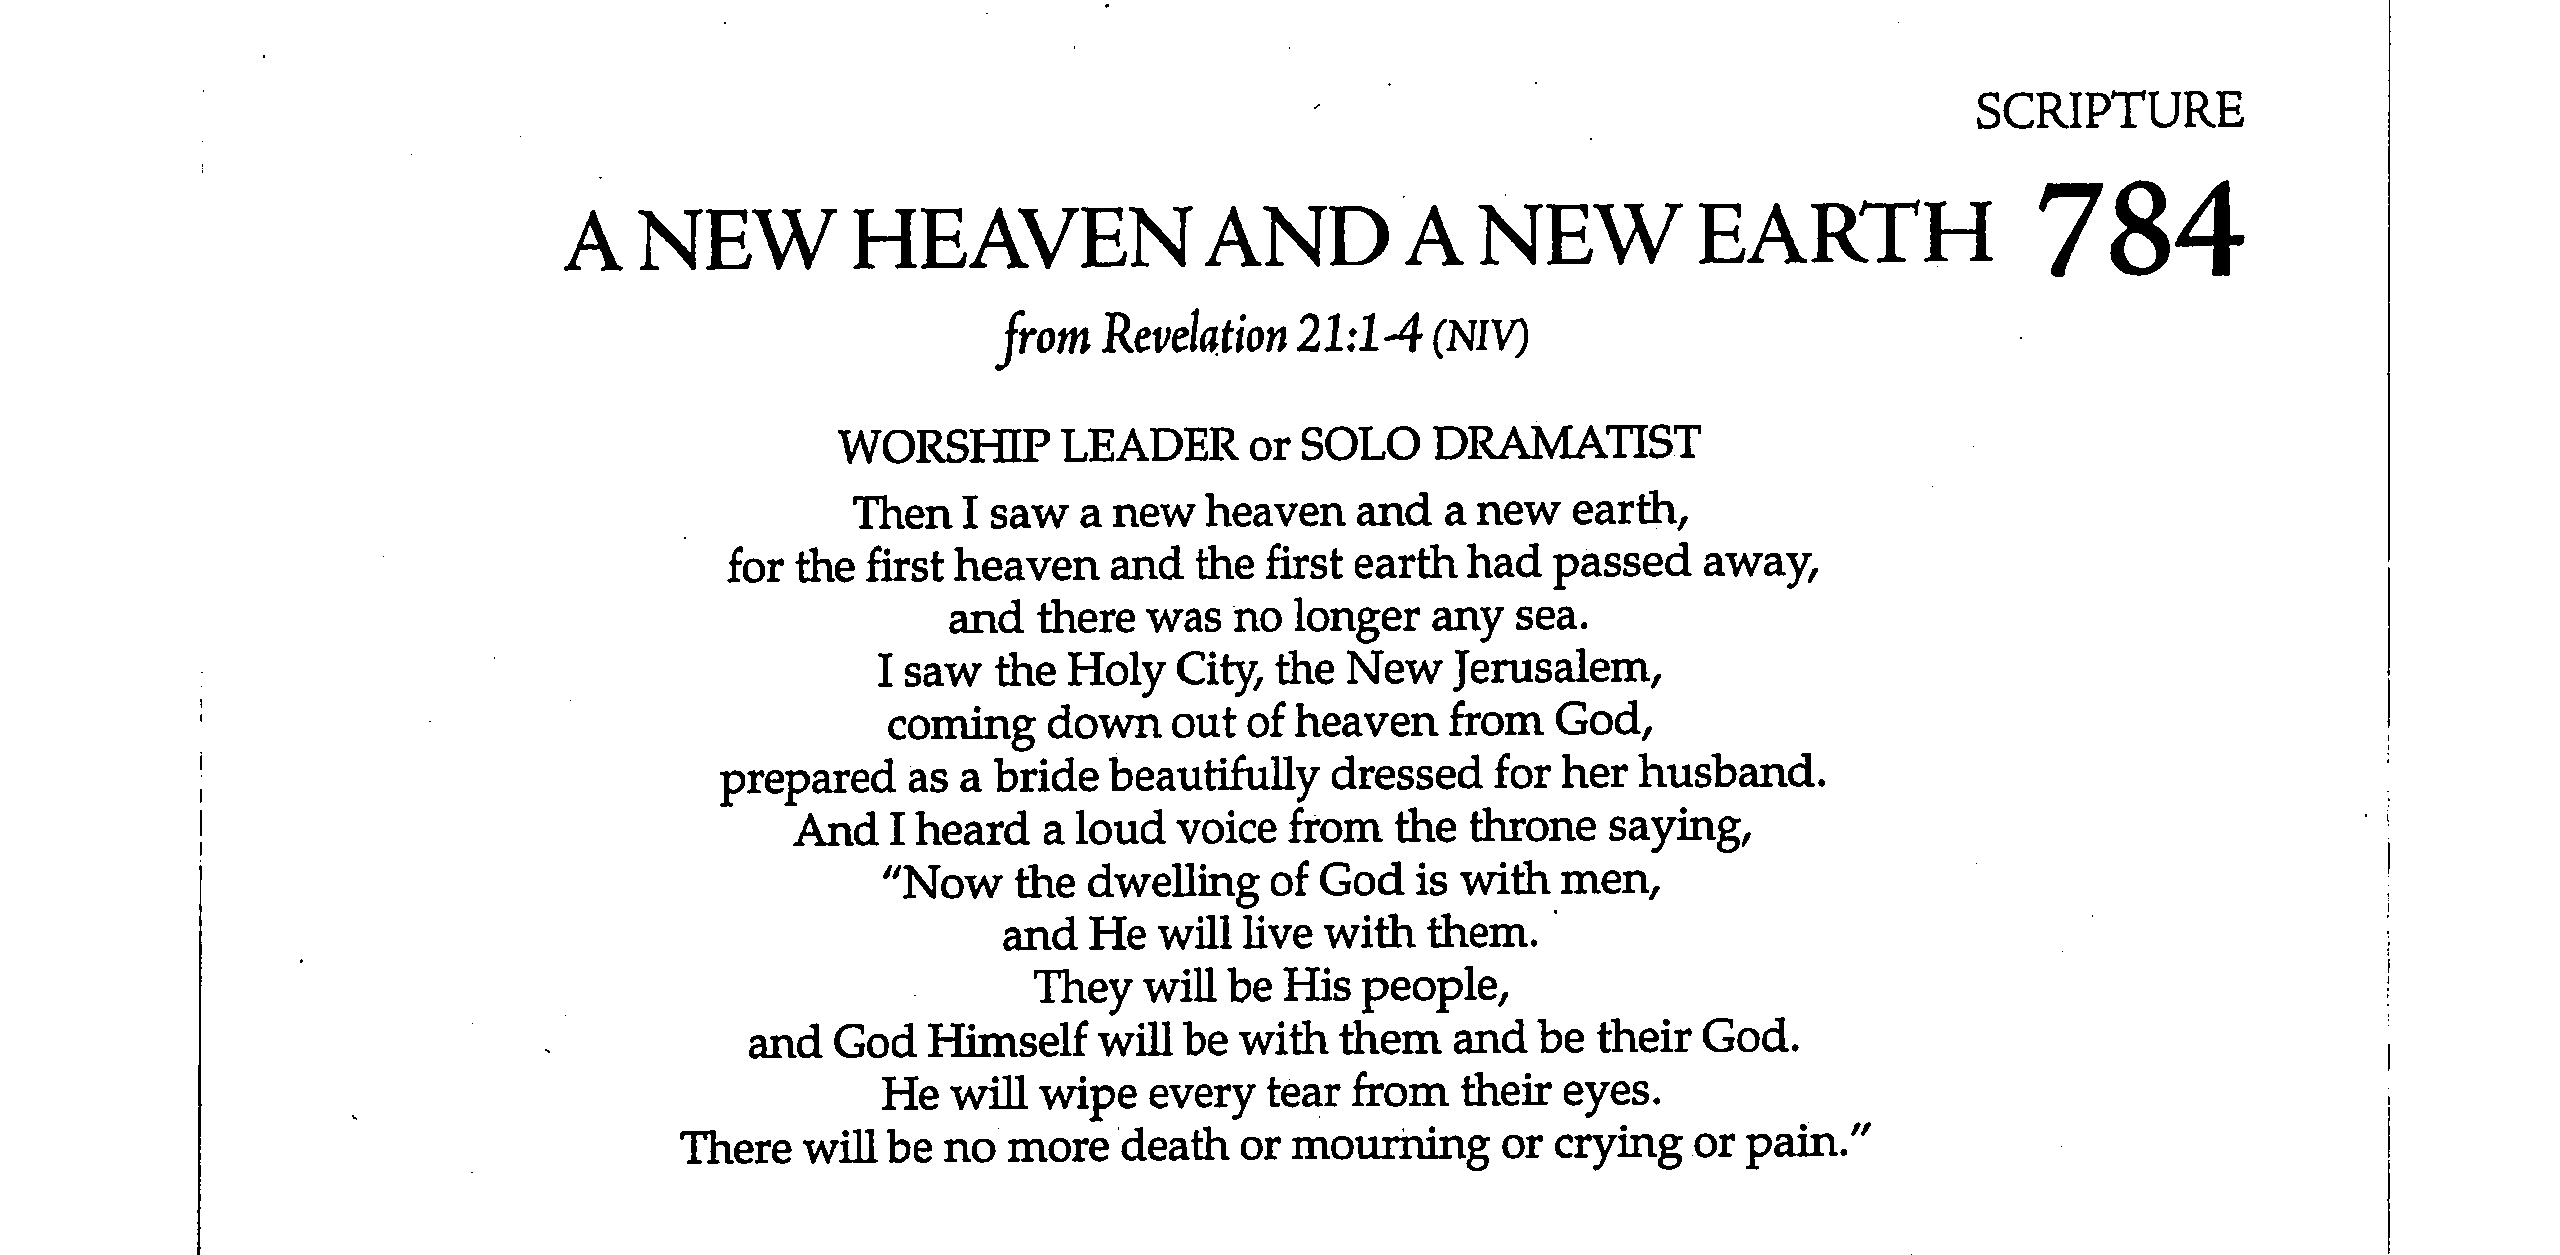 SCRIPTURE
A NEW HEAVEN AND A NEW EARTH 784
from Revelation 21:1-4 (NIV)
WORSHIP LEADER or SOLO DRAMATIST
Then I saw a new heaven and a new earth,
for the first heaven and the first earth had passed away,
and there was no longer any sea.
I saw the Holy City, the New Jerusalem,
coming down out of heaven from God,
prepared as a bride beautifully dressed for her husband.
And I heard a loud voice from the throne saying,
"Now the dwelling of God is with men,
and He will live with them.
They will be His people,
and God Himself will be with them and be their God.
He will wipe every tear from their eyes.
There will be no more death or mourning or crying or pain."